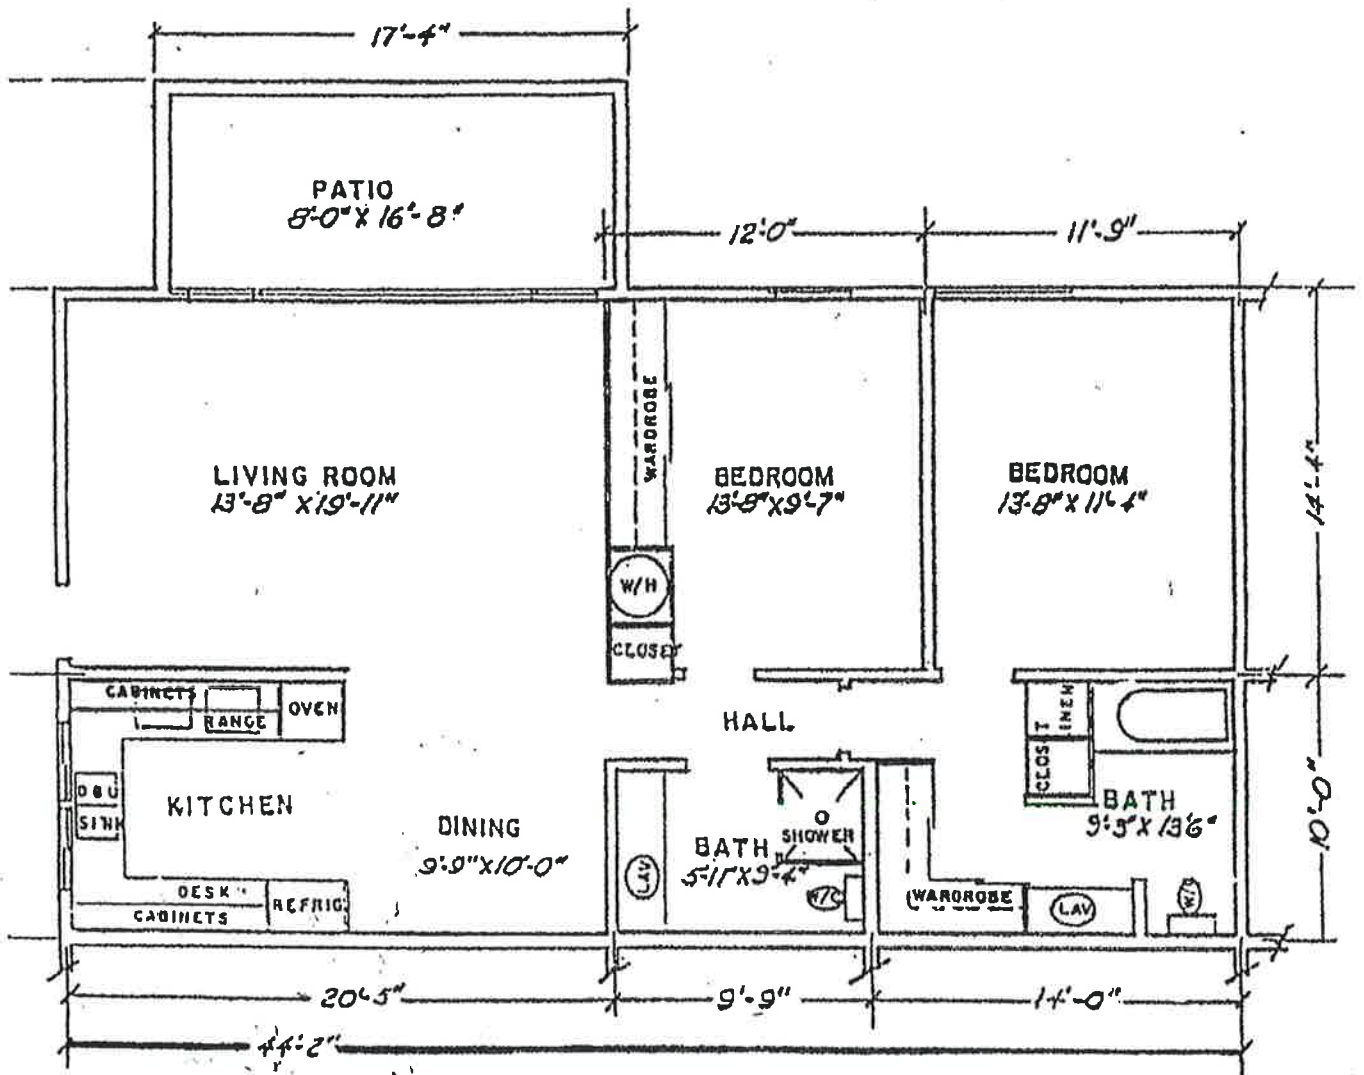 17'-4"
PATIO
8'-0" X 16'-8"
12'0"
11'-9"
WARDROBE
LIVING ROOM
13'-8" X 19'-11"
BEDROOM
13'-8" X 9'-7"
BEDROOM
13'-8" X 11'-4"
14'-4"
W/H
CLOSET
CABINETS
RANGE
OVEN
HALL
LINEN
CLOSET
DBL
SINK
KITCHEN
DINING
9'-9" X 10'-0"
SHOWER
BATH
5'-11" X 9'-4"
BATH
9'-9" X 13'6"
10'-0"
LAV
W/C
DESK
CABINETS
REFRIG
WARDROBE
LAV
W/C
20'-5"
9'-9"
14'-0"
44'-2"